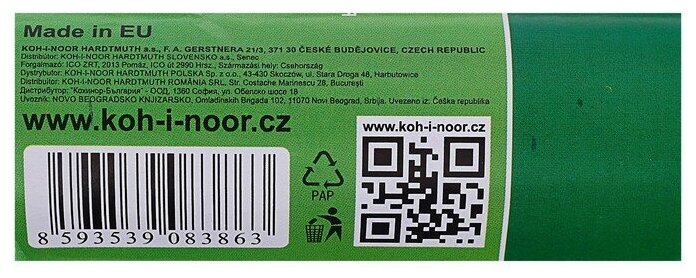 Made in EU
KOH-I-NOOR HARDTMUTH a.s., F. A. GERSTNERA 21/3, 371 30 ČESKÉ BUDĚJOVICE, CZECH REPUBLIC
Distribútor: KOH-I-NOOR HARDTMUTH SLOVENSKO a.s., Senec
Forgalmazó: ICO ZRT, 2013 Pomáz, ICO út 2990 Hrsz., Származási hely: Csehország
Dystrybutor: KOH-I-NOOR HARDTMUTH POLSKA Sp. z o.o., 43-430 Skoczów, ul. Stara Droga 48, Harbutowice
Distribuitor: KOH-I-NOOR HARDTMUTH ROMÂNIA SRL, Str. Costache Marinescu 28, București
Дистрибутор: "Кохинор-България" - ООД, 1360 София, ул. Обелско шосе 18
Uvoznik: NOVO BEOGRADSKO KNJIZARSKO, Omladinskih Brigada 102, 11070 Novi Beograd, Srbija. Uvezeno iz: Češka republika
www.koh-i-noor.cz
www.koh-i-noor.cz
PAP
8 593539 083863